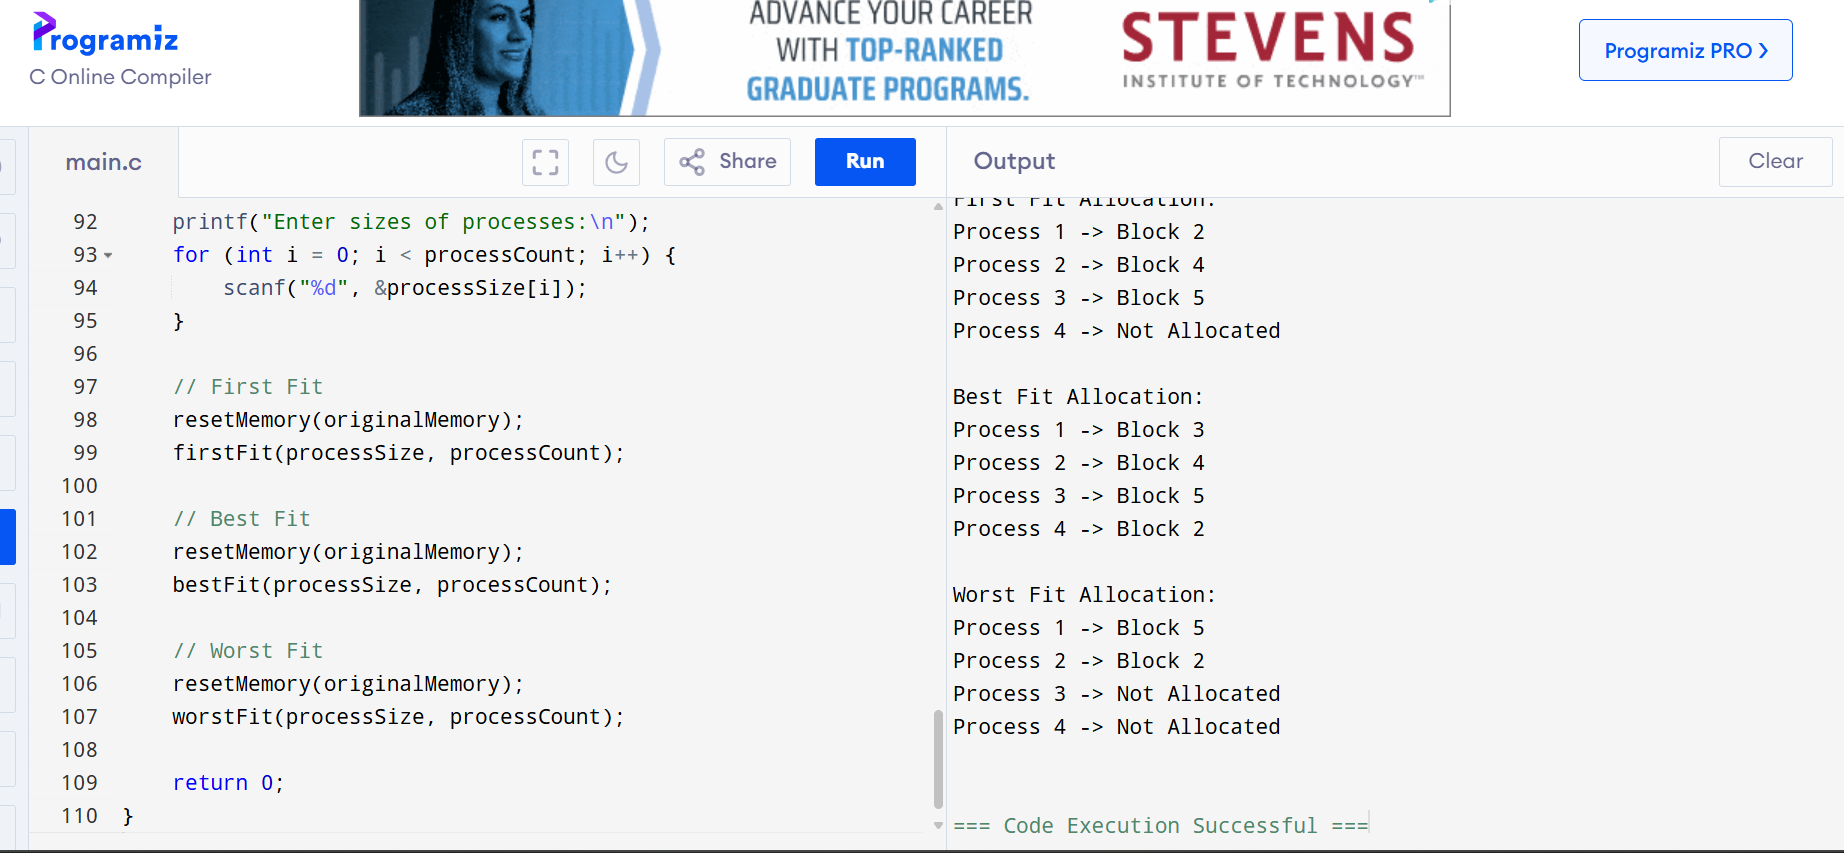 Programiz
C Online Compiler
ADVANCE YOUR CAREER
WITH TOP-RANKED
GRADUATE PROGRAMS.
STEVENS
INSTITUTE OF TECHNOLOGY™
Programiz PRO ›
main.c
Share
Run
Output
Clear
92 printf("Enter sizes of processes:\n");
93 for (int i = 0; i < processCount; i++) {
94 scanf("%d", &processSize[i]);
95 }
96
97 // First Fit
98 resetMemory(originalMemory);
99 firstFit(processSize, processCount);
100
101 // Best Fit
102 resetMemory(originalMemory);
103 bestFit(processSize, processCount);
104
105 // Worst Fit
106 resetMemory(originalMemory);
107 worstFit(processSize, processCount);
108
109 return 0;
110 }
First Fit Allocation:
Process 1 -> Block 2
Process 2 -> Block 4
Process 3 -> Block 5
Process 4 -> Not Allocated
Best Fit Allocation:
Process 1 -> Block 3
Process 2 -> Block 4
Process 3 -> Block 5
Process 4 -> Block 2
Worst Fit Allocation:
Process 1 -> Block 5
Process 2 -> Block 2
Process 3 -> Not Allocated
Process 4 -> Not Allocated
=== Code Execution Successful ===